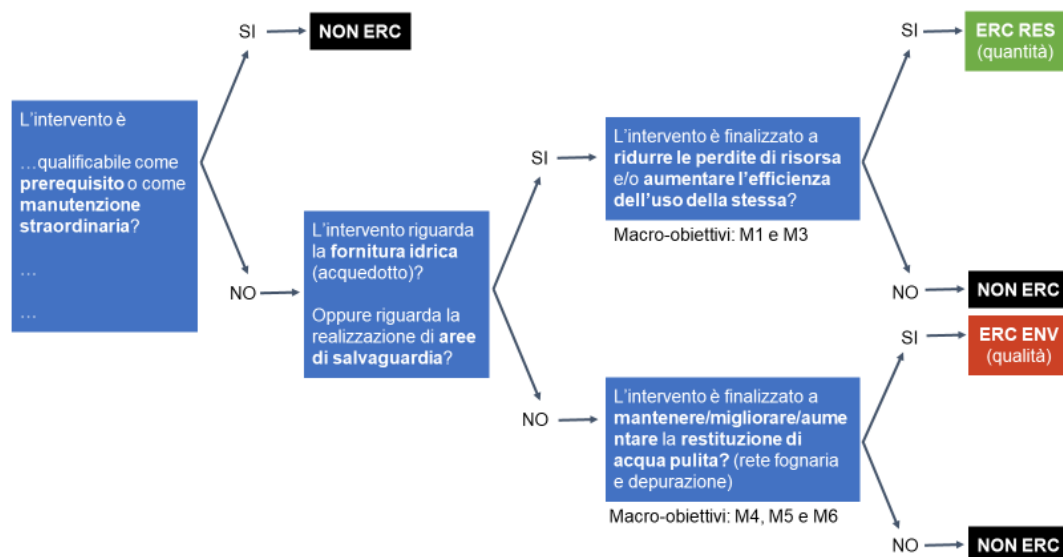 SI
NON ERC
L'intervento è
…qualificabile come
prerequisito o come
manutenzione
straordinaria?
…
…
NO
L'intervento riguarda
la fornitura idrica
(acquedotto)?
Oppure riguarda la
realizzazione di aree
di salvaguardia?
SI
L'intervento è finalizzato a
ridurre le perdite di risorsa
e/o aumentare l'efficienza
dell'uso della stessa?
Macro-obiettivi: M1 e M3
SI
ERC RES
(quantità)
NO
NON ERC
NO
L'intervento è finalizzato a
mantenere/migliorare/aume
ntare la restituzione di
acqua pulita? (rete fognaria
e depurazione)
Macro-obiettivi: M4, M5 e M6
SI
ERC ENV
(qualità)
NO
NON ERC